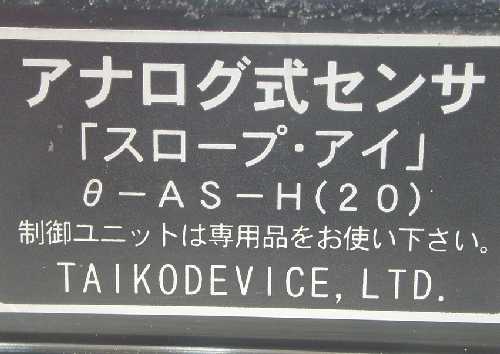 アナログ式センサ
「スロープ・アイ」
θ－ＡＳ－Ｈ(２０)
制御ユニットは専用品をお使い下さい。
TAIKODEVICE, LTD.